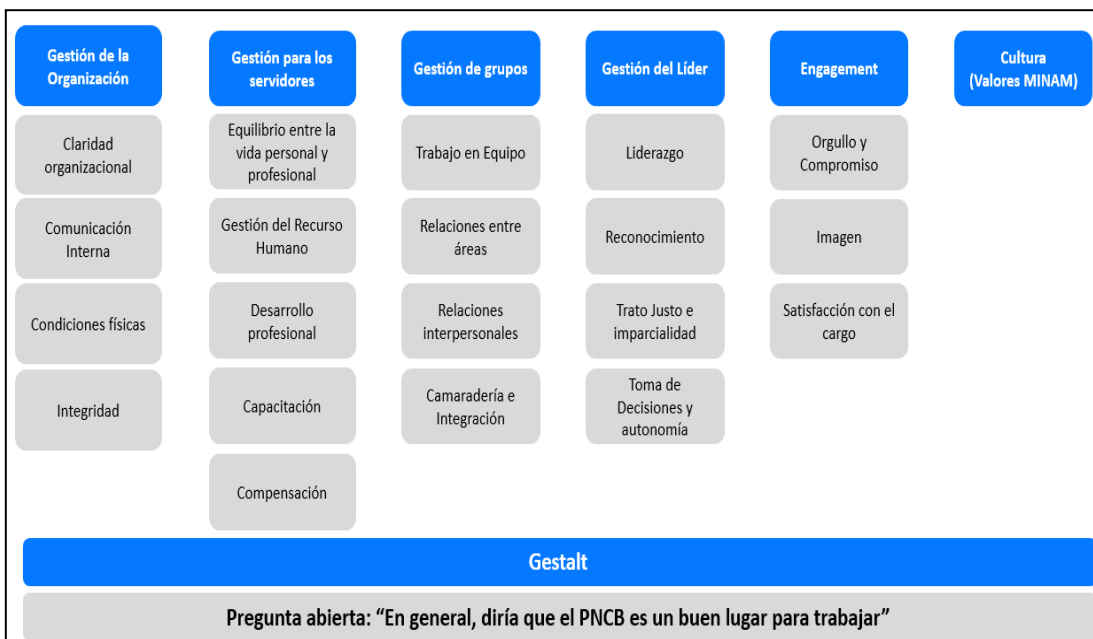 Gestión de la
Organización
Gestión para los
servidores
Gestión de grupos
Gestión del Líder
Engagement
Cultura
(Valores MINAM)
Claridad
organizacional
Equilibrio entre la
vida personal y
profesional
Trabajo en Equipo
Liderazgo
Orgullo y
Compromiso
Comunicación
Interna
Gestión del Recurso
Humano
Relaciones entre
áreas
Reconocimiento
Imagen
Condiciones físicas
Desarrollo
profesional
Relaciones
interpersonales
Trato Justo e
imparcialidad
Satisfacción con el
cargo
Integridad
Capacitación
Camaradería e
Integración
Toma de
Decisiones y
autonomía
Compensación
Gestalt
Pregunta abierta: “En general, diría que el PNCB es un buen lugar para trabajar”